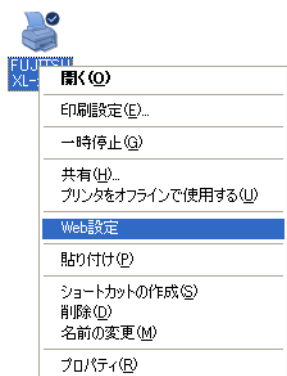 FUJITSU
XL-
開く(O)
印刷設定(E)...
一時停止(G)
共有(H)...
プリンタをオフラインで使用する(U)
Web設定
貼り付け(P)
ショートカットの作成(S)
削除(D)
名前の変更(M)
プロパティ(R)